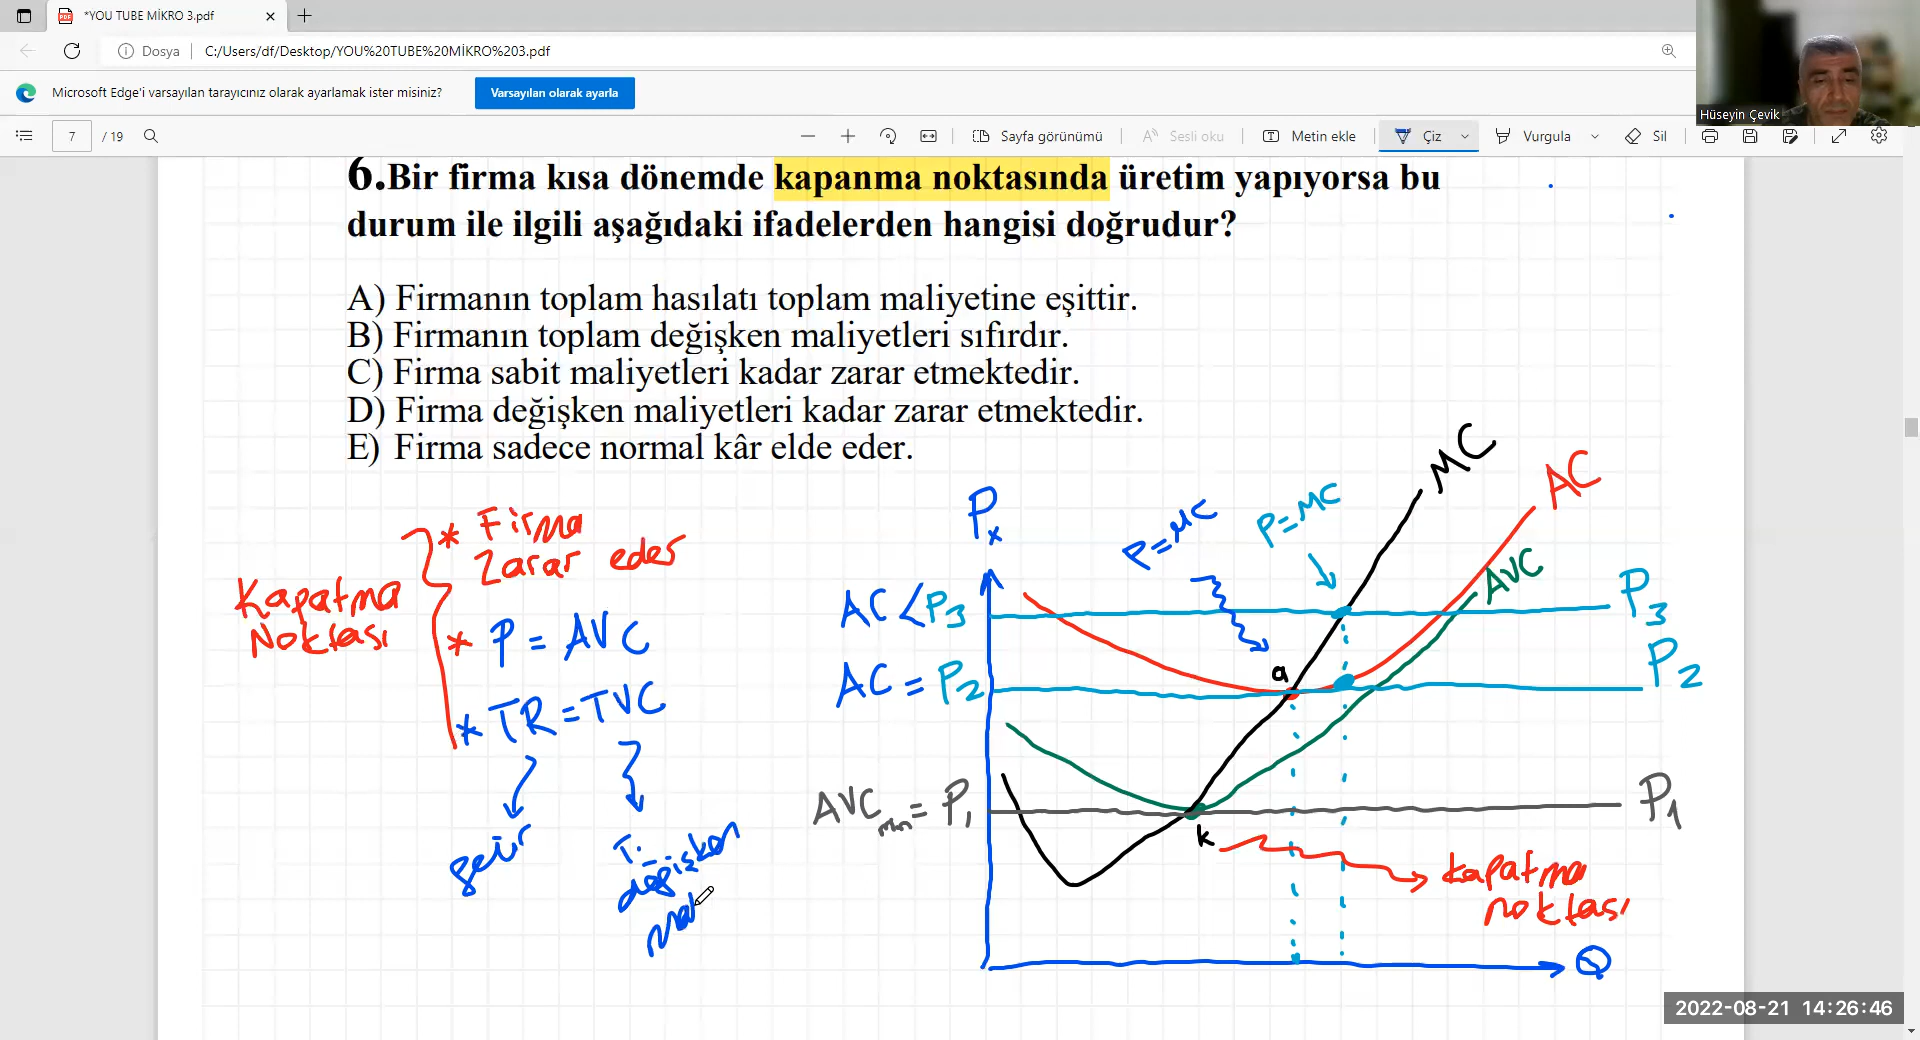 *YOU TUBE MİKRO 3.pdf
Dosya
C:/Users/df/Desktop/YOU%20TUBE%20MİKRO%203.pdf
Microsoft Edge'i varsayılan tarayıcınız olarak ayarlamak ister misiniz?
Varsayılan olarak ayarla
Hüseyin Çevik
7 / 19
Sayfa görünümü
Sesli oku
Metin ekle
Çiz
Vurgula
Sil
6.Bir firma kısa dönemde kapanma noktasında üretim yapıyorsa bu
durum ile ilgili aşağıdaki ifadelerden hangisi doğrudur?
A) Firmanın toplam hasılatı toplam maliyetine eşittir.
B) Firmanın toplam değişken maliyetleri sıfırdır.
C) Firma sabit maliyetleri kadar zarar etmektedir.
D) Firma değişken maliyetleri kadar zarar etmektedir.
E) Firma sadece normal kâr elde eder.
Kapatma
Noktası
* Firma
Zarar eder
* P = AVC
* TR = TVC
gelir
T.
değişken
mal
Px
P=MC
P=MC
MC
AC
AVC
AC < P3
P3
AC = P2
P2
a
AVC min = P1
P1
k
kapatma
noktası
Q
2022-08-21 14:26:46